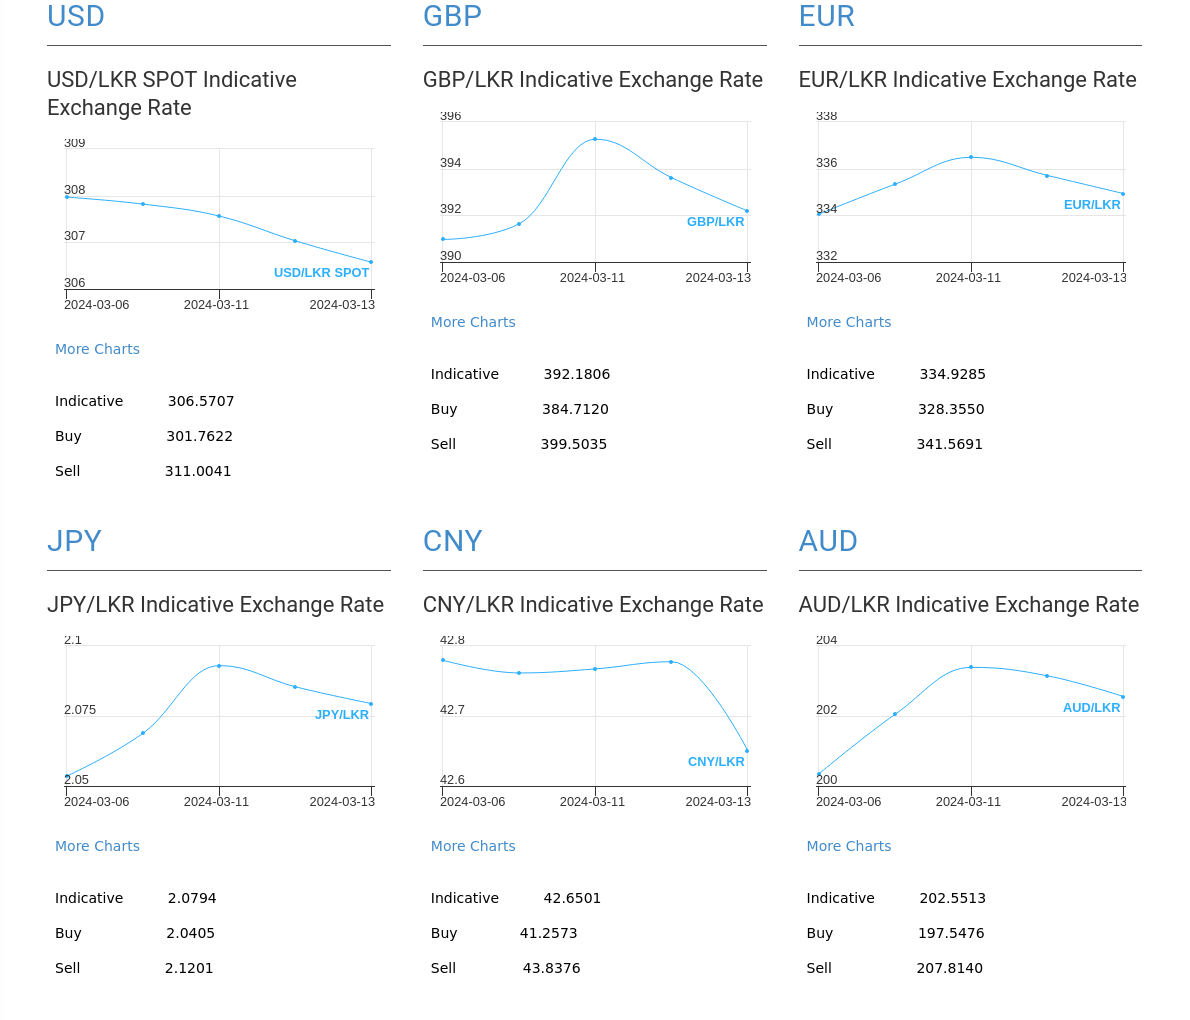 USD
USD/LKR SPOT Indicative
Exchange Rate
309
308
307
306
USD/LKR SPOT
2024-03-06 2024-03-11 2024-03-13
More Charts
Indicative 306.5707
Buy 301.7622
Sell 311.0041
GBP
GBP/LKR Indicative Exchange Rate
396
394
392
390
GBP/LKR
2024-03-06 2024-03-11 2024-03-13
More Charts
Indicative 392.1806
Buy 384.7120
Sell 399.5035
EUR
EUR/LKR Indicative Exchange Rate
338
336
334
332
EUR/LKR
2024-03-06 2024-03-11 2024-03-13
More Charts
Indicative 334.9285
Buy 328.3550
Sell 341.5691
JPY
JPY/LKR Indicative Exchange Rate
2.1
2.075
2.05
JPY/LKR
2024-03-06 2024-03-11 2024-03-13
More Charts
Indicative 2.0794
Buy 2.0405
Sell 2.1201
CNY
CNY/LKR Indicative Exchange Rate
42.8
42.7
42.6
CNY/LKR
2024-03-06 2024-03-11 2024-03-13
More Charts
Indicative 42.6501
Buy 41.2573
Sell 43.8376
AUD
AUD/LKR Indicative Exchange Rate
204
202
200
AUD/LKR
2024-03-06 2024-03-11 2024-03-13
More Charts
Indicative 202.5513
Buy 197.5476
Sell 207.8140